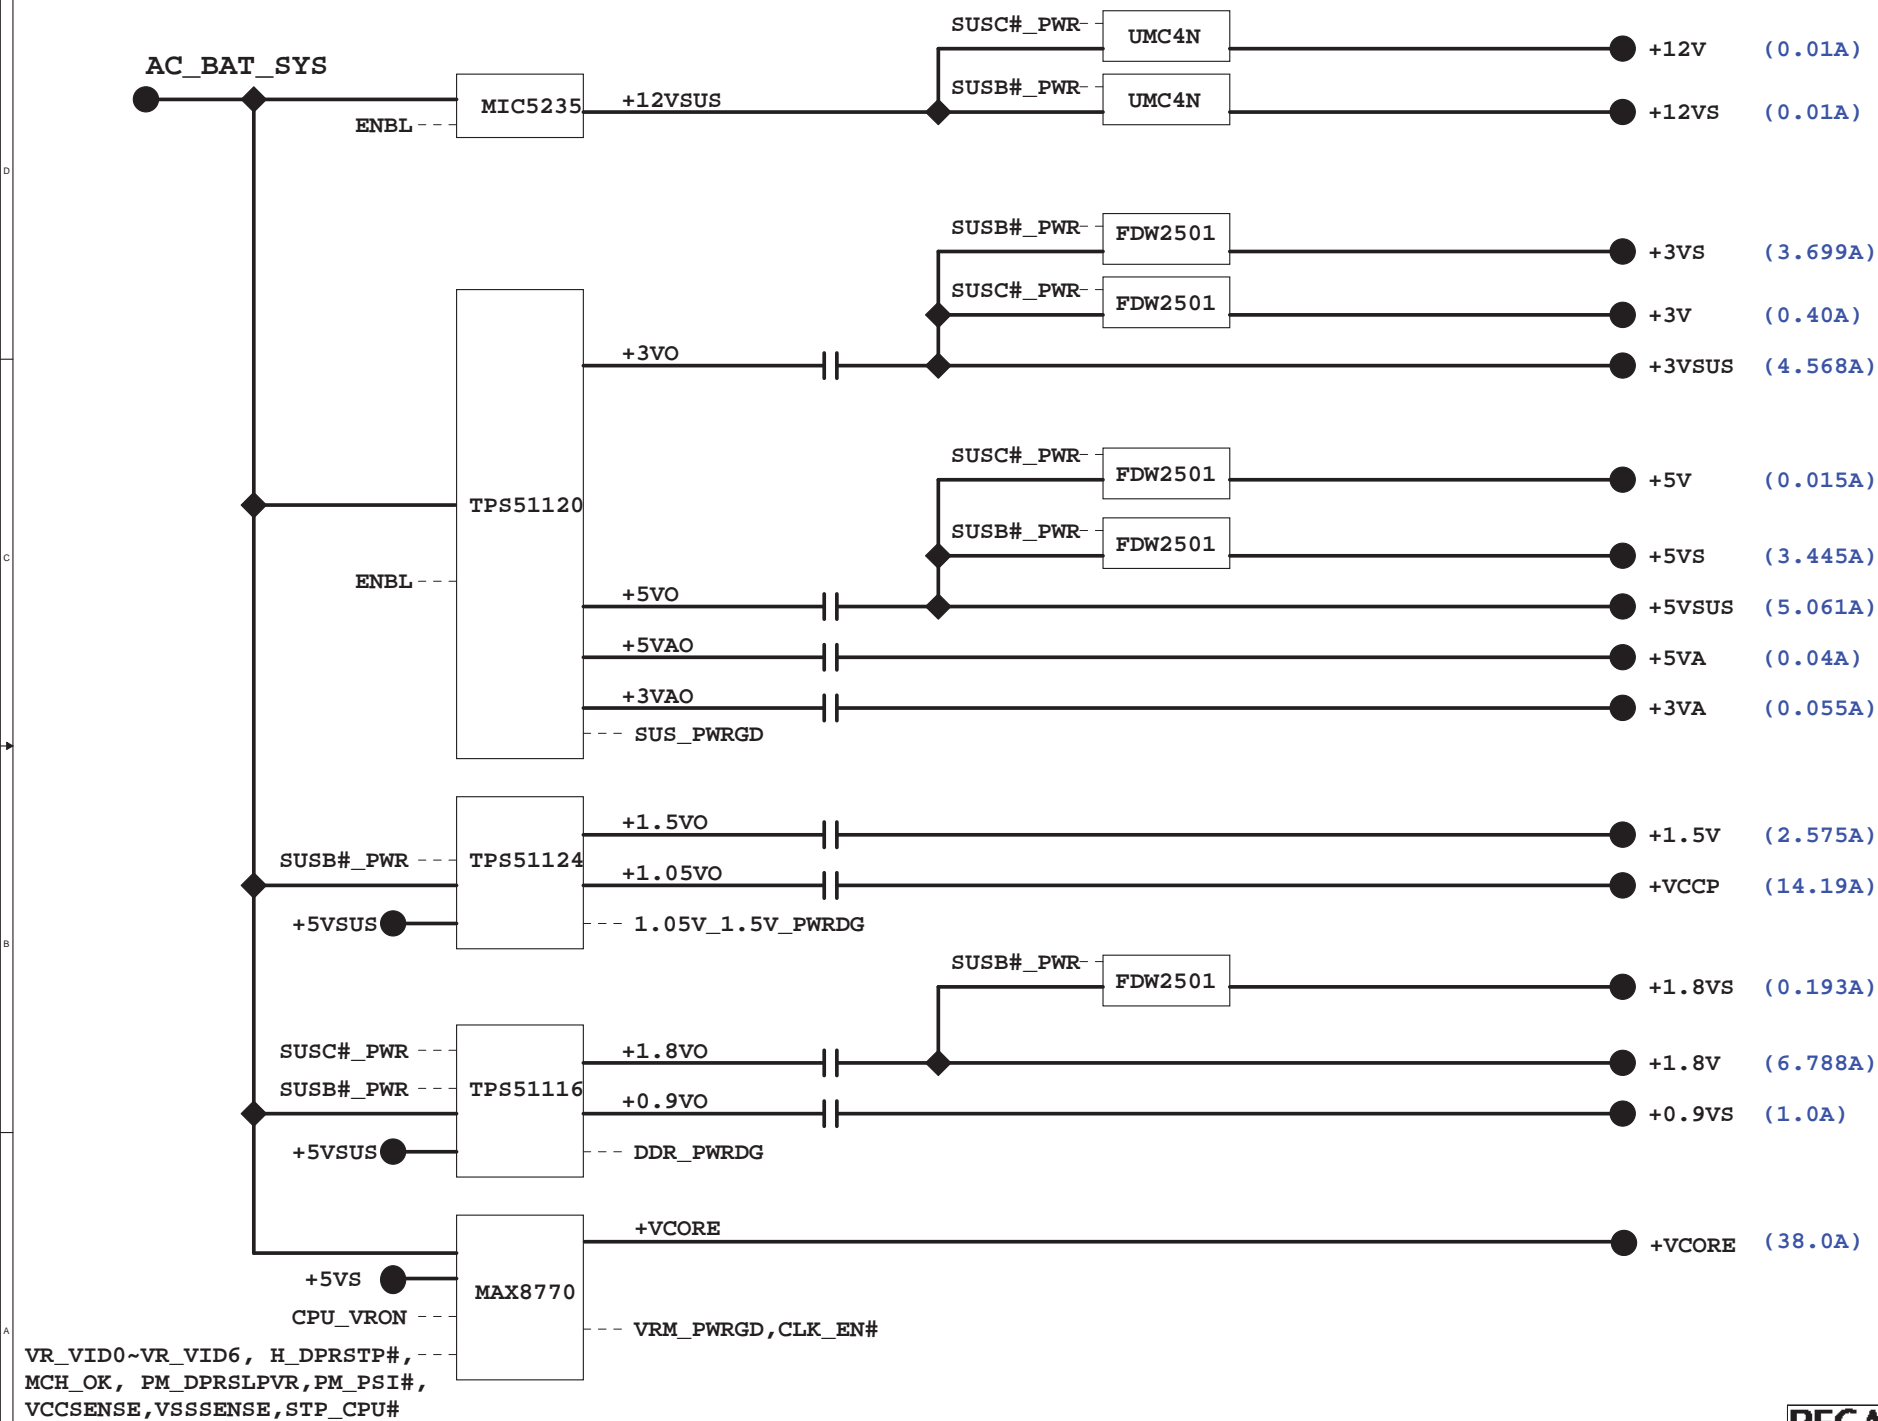 SUSC#_PWR
UMC4N
+12V (0.01A)
AC_BAT_SYS
SUSB#_PWR
UMC4N
+12VS (0.01A)
MIC5235
+12VSUS
ENBL
D
SUSB#_PWR
FDW2501
+3VS (3.699A)
SUSC#_PWR
FDW2501
+3V (0.40A)
+3VO
+3VSUS (4.568A)
SUSC#_PWR
FDW2501
+5V (0.015A)
TPS51120
SUSB#_PWR
FDW2501
+5VS (3.445A)
C
ENBL
+5VO
+5VSUS (5.061A)
+5VAO
+5VA (0.04A)
+3VAO
+3VA (0.055A)
SUS_PWRGD
+1.5VO
+1.5V (2.575A)
SUSB#_PWR
TPS51124
+1.05VO
+VCCP (14.19A)
+5VSUS
1.05V_1.5V_PWRDG
B
SUSB#_PWR
FDW2501
+1.8VS (0.193A)
SUSC#_PWR
+1.8VO
+1.8V (6.788A)
SUSB#_PWR
TPS51116
+0.9VO
+0.9VS (1.0A)
+5VSUS
DDR_PWRDG
+VCORE
+VCORE (38.0A)
+5VS
MAX8770
CPU_VRON
VRM_PWRGD,CLK_EN#
A
VR_VID0~VR_VID6, H_DPRSTP#,
MCH_OK, PM_DPRSLPVR,PM_PSI#,
VCCSENSE,VSSSENSE,STP_CPU#